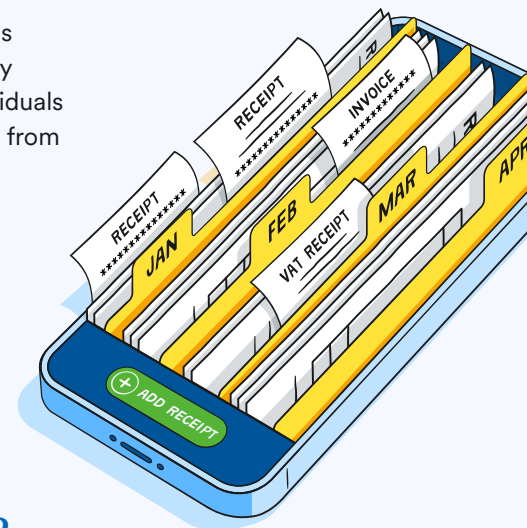 s
y
iduals
from
RECEIPT
INVOICE
RECEIPT
VAT RECEIPT
JAN
FEB
MAR
APR
ADD RECEIPT